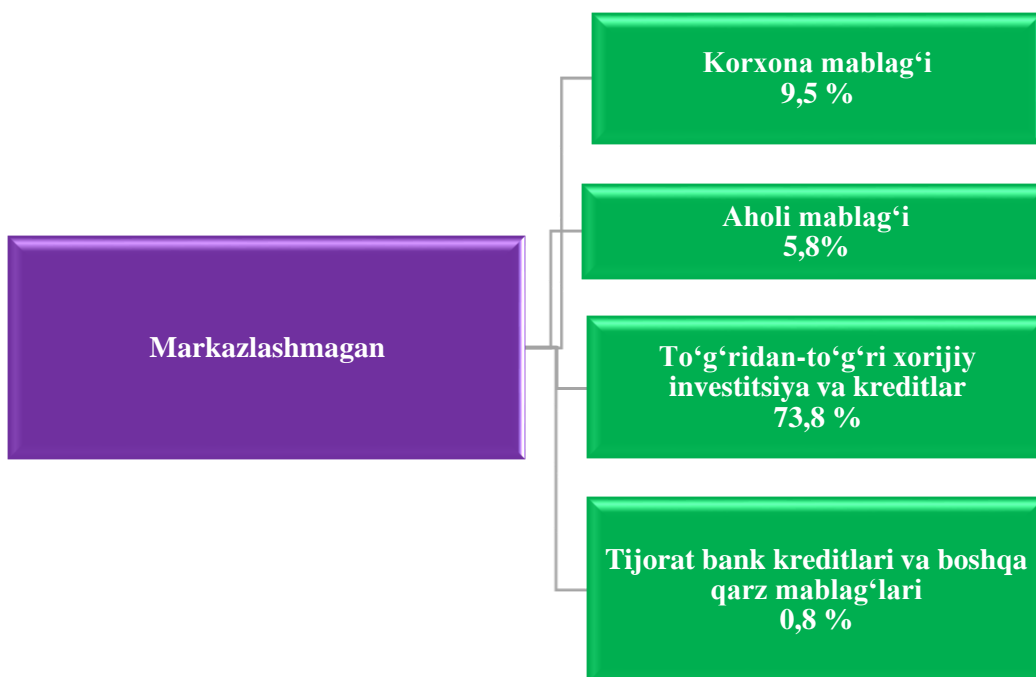 Markazlashmagan
Korxona mablag‘i
9,5 %
Aholi mablag‘i
5,8%
To‘g‘ridan-to‘g‘ri xorijiy
investitsiya va kreditlar
73,8 %
Tijorat bank kreditlari va boshqa
qarz mablag‘lari
0,8 %